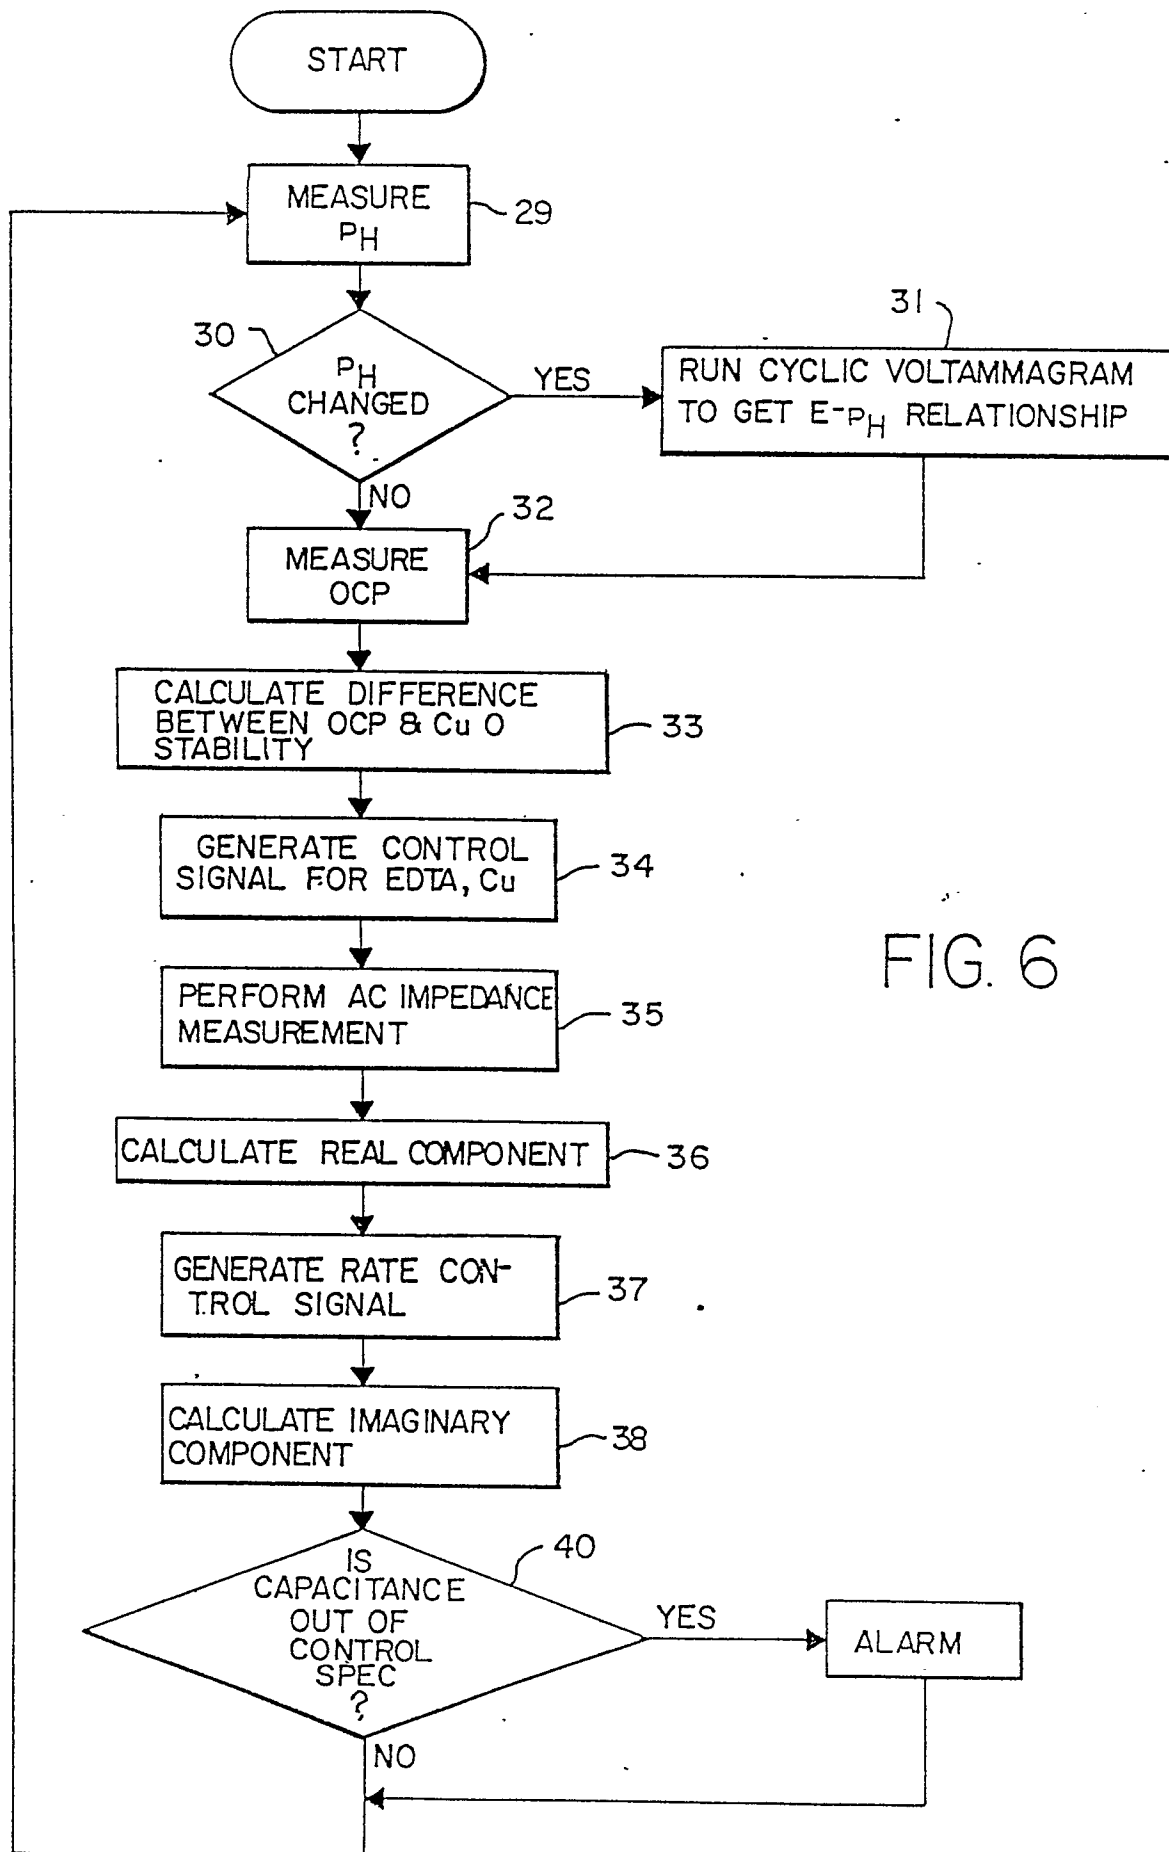 START
MEASURE
PH
29
30
PH
CHANGED
?
YES
31
RUN CYCLIC VOLTAMMAGRAM
TO GET E-PH RELATIONSHIP
NO
32
MEASURE
OCP
CALCULATE DIFFERENCE
BETWEEN OCP & Cu O
STABILITY
33
GENERATE CONTROL
SIGNAL FOR EDTA, Cu
34
PERFORM AC IMPEDANCE
MEASUREMENT
35
CALCULATE REAL COMPONENT
36
GENERATE RATE CON-
TROL SIGNAL
37
CALCULATE IMAGINARY
COMPONENT
38
IS
CAPACITANCE
OUT OF
CONTROL
SPEC
?
40
YES
ALARM
NO
FIG. 6